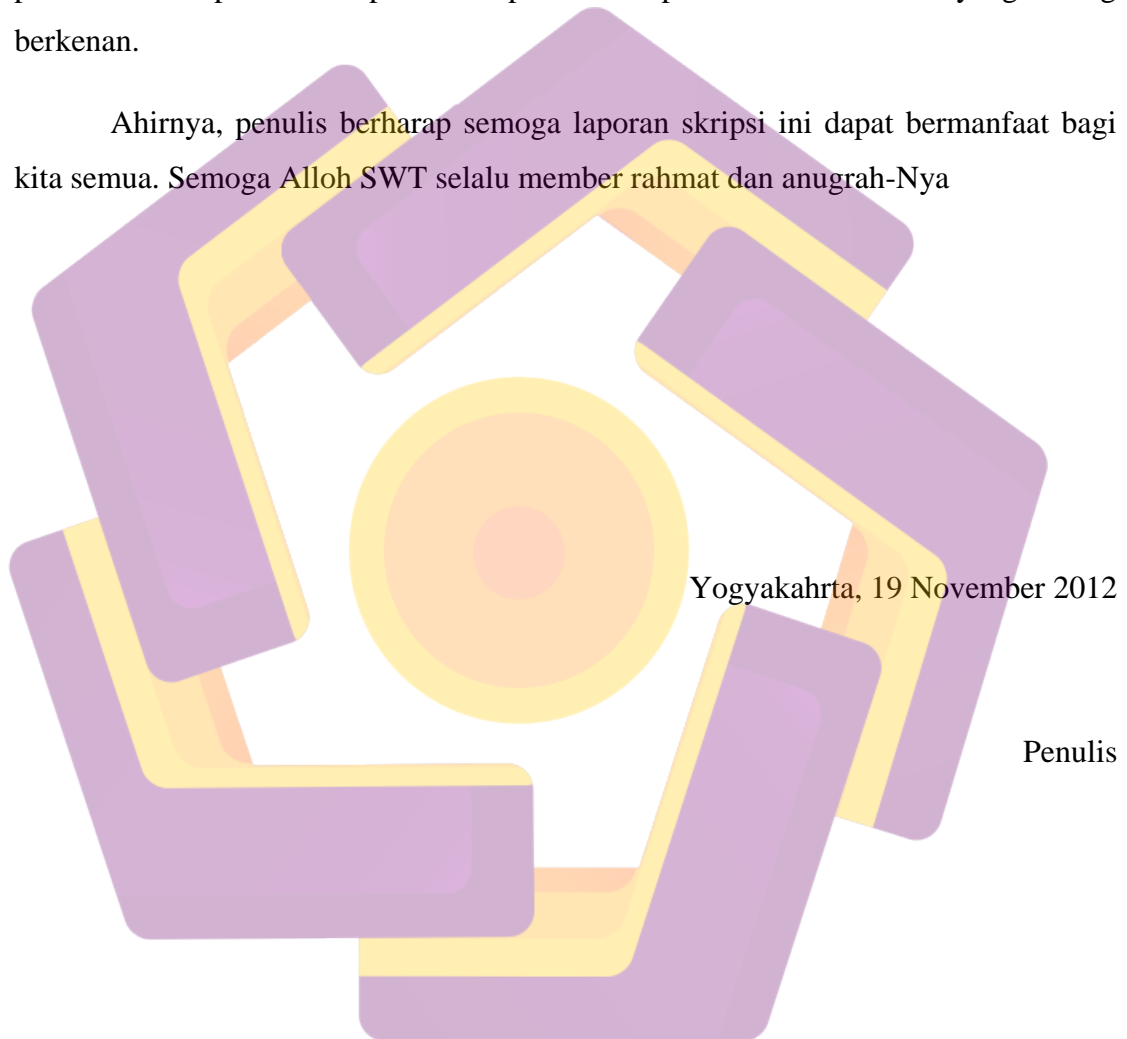 berkenan.
Ahirnya, penulis berharap semoga laporan skripsi ini dapat bermanfaat bagi
kita semua. Semoga Alloh SWT selalu member rahmat dan anugrah-Nya
Yogyakahrta, 19 November 2012
Penulis